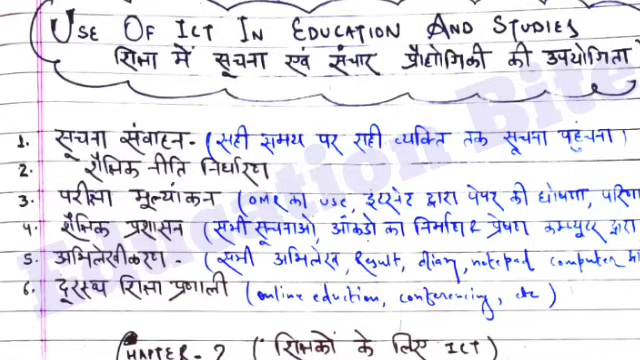 USE OF ICT IN EDUCATION AND STUDIES
शिक्षा में सूचना एवं संचार प्रौद्योगिकी की उपयोगिता
1. सूचना संवाहन - (सही समय पर सही व्यक्ति तक सूचना पहुंचना)
2. शैक्षिक नीति निर्धारण
3. परीक्षा मूल्यांकन (OMR का use, इंटरनेट द्वारा पेपर की घोषणा,
4. शैक्षिक प्रशासन (सभी सूचनाओ, आँकडो का निर्माण व प्रेषण कम्प्यूटर द्वारा
5. अभिलेखीकरण - (सभी अभिलेख, Result, diary, notepad computer
6. दूरस्थ शिक्षा प्रणाली (online eduction, conferencing, etc)
CHAPTER - 2 (शिक्षकों के लिए ICT)
Education Bite